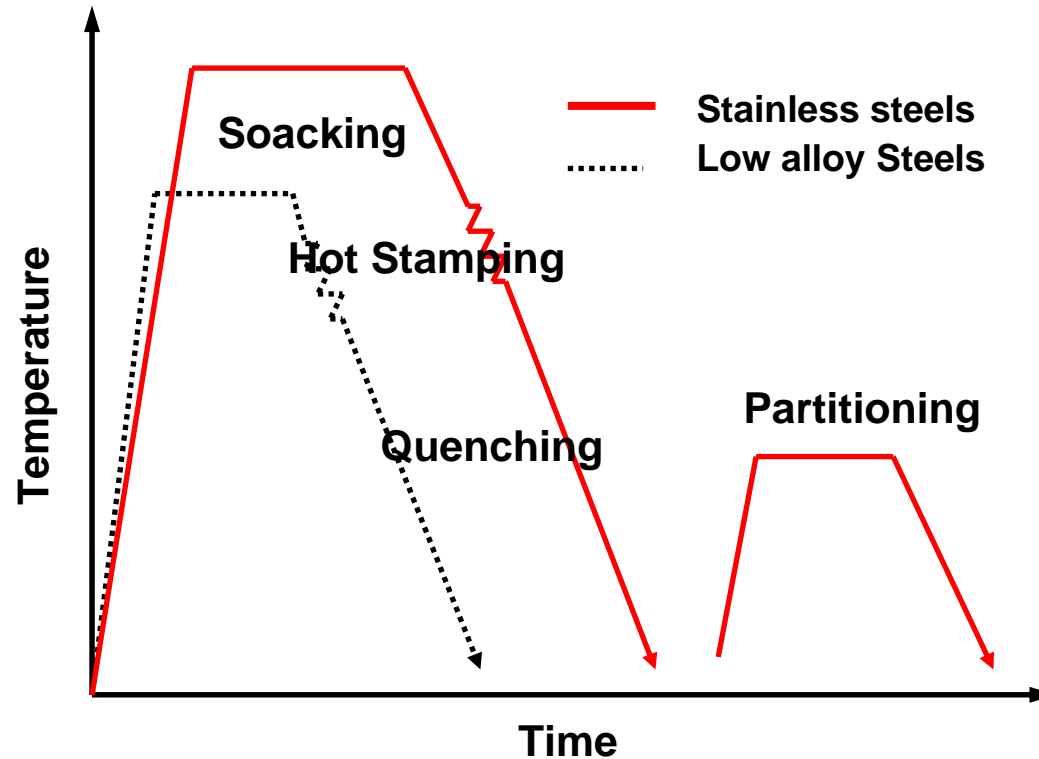 Stainless steels
Low alloy Steels
Soacking
Hot Stamping
Quenching
Partitioning
Temperature
Time